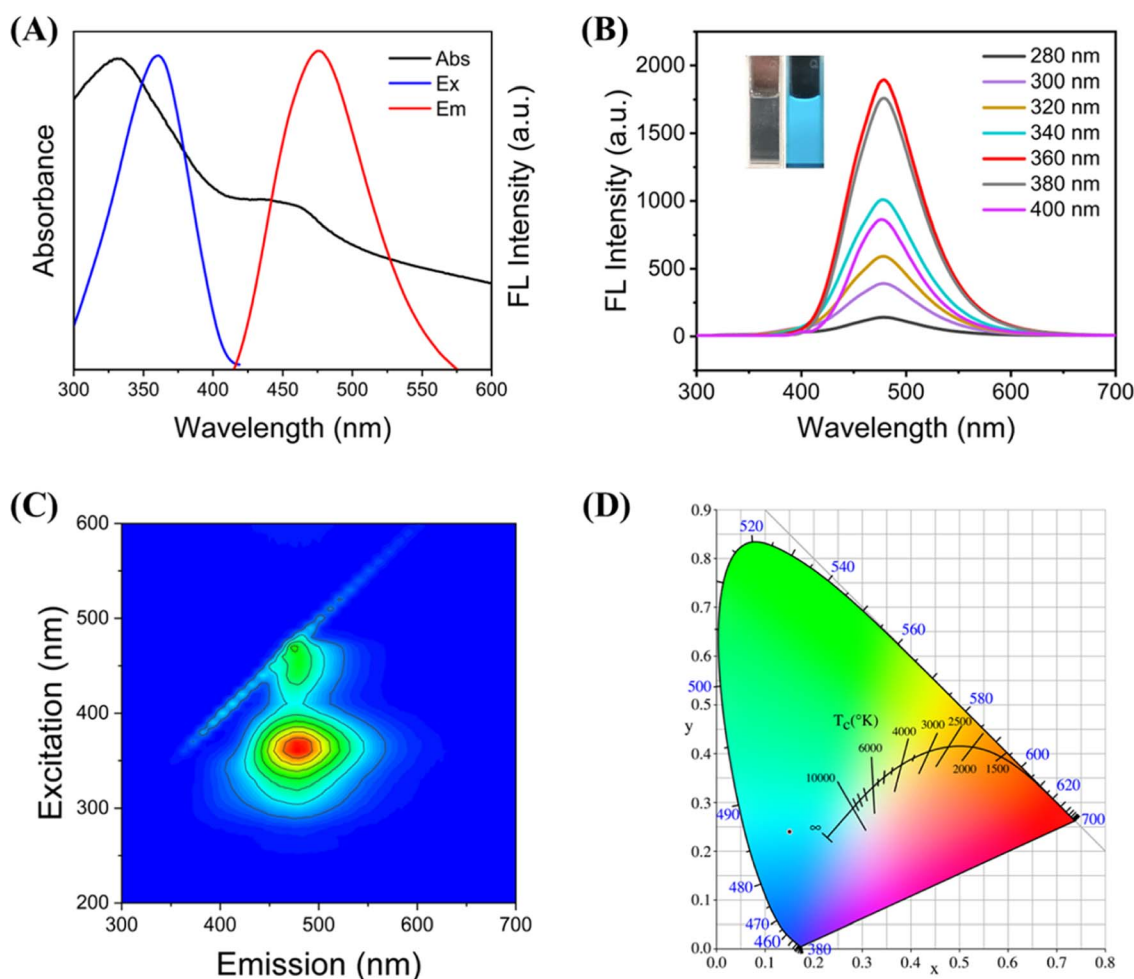 (A)
Abs
Ex
Em
Absorbance
FL Intensity (a.u.)
300 350 400 450 500 550 600
Wavelength (nm)
(B)
280 nm
300 nm
320 nm
340 nm
360 nm
380 nm
400 nm
2000
1500
1000
500
0
FL Intensity (a.u.)
300 400 500 600 700
Wavelength (nm)
(C)
600
500
400
300
200
Excitation (nm)
300 400 500 600 700
Emission (nm)
(D)
0.9
0.8
0.7
0.6
0.5
0.4
0.3
0.2
0.1
0.0
y
520
540
560
580
600
620
700
500
490
480
470
460
380
T_c(°K)
∞
10000
6000
4000
3000
2500
2000
1500
0.0 0.1 0.2 0.3 0.4 0.5 0.6 0.7 0.8
x